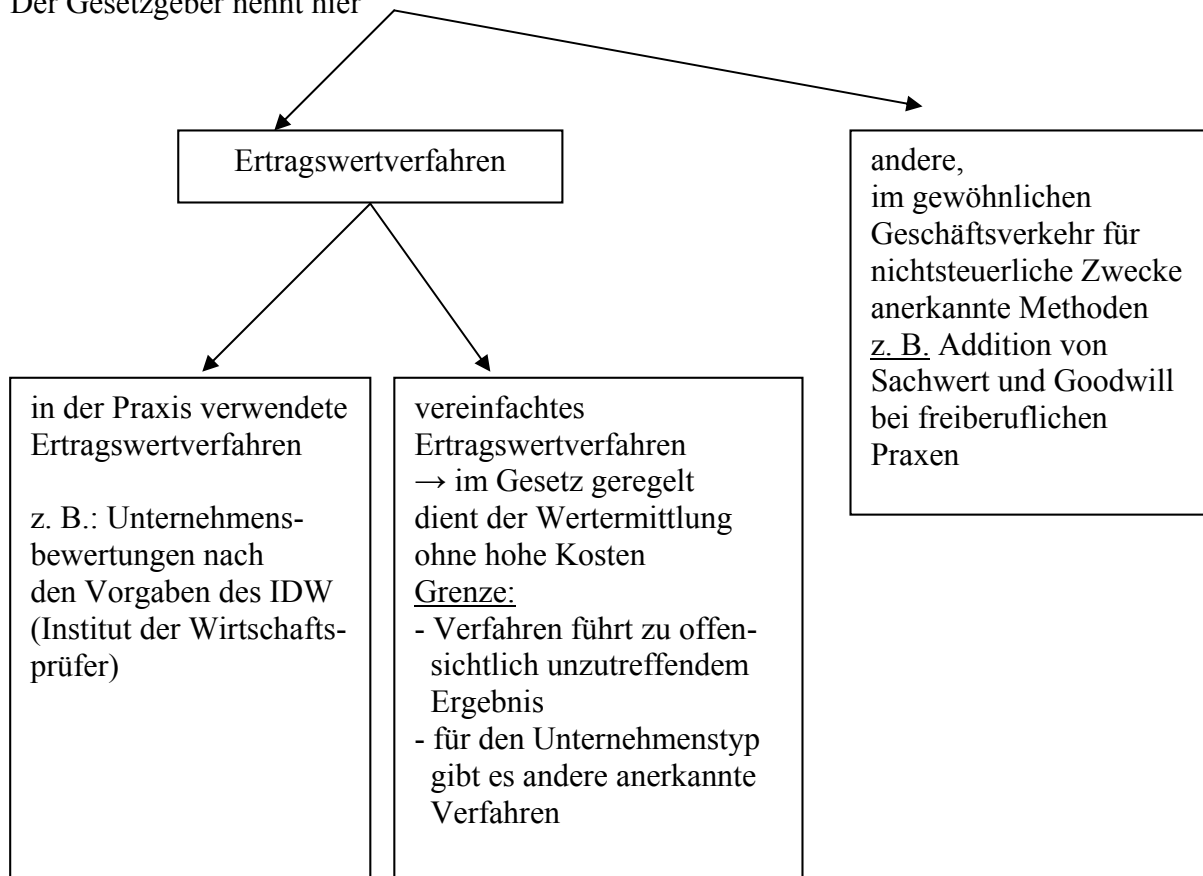 Der Gesetzgeber nennt hier
Ertragswertverfahren
andere,
im gewöhnlichen
Geschäftsverkehr für
nichtsteuerliche Zwecke
anerkannte Methoden
z. B. Addition von
Sachwert und Goodwill
bei freiberuflichen
Praxen
in der Praxis verwendete
Ertragswertverfahren
z. B.: Unternehmens-
bewertungen nach
den Vorgaben des IDW
(Institut der Wirtschafts-
prüfer)
vereinfachtes
Ertragswertverfahren
→ im Gesetz geregelt
dient der Wertermittlung
ohne hohe Kosten
Grenze:
- Verfahren führt zu offen-
sichtlich unzutreffendem
Ergebnis
- für den Unternehmenstyp
gibt es andere anerkannte
Verfahren